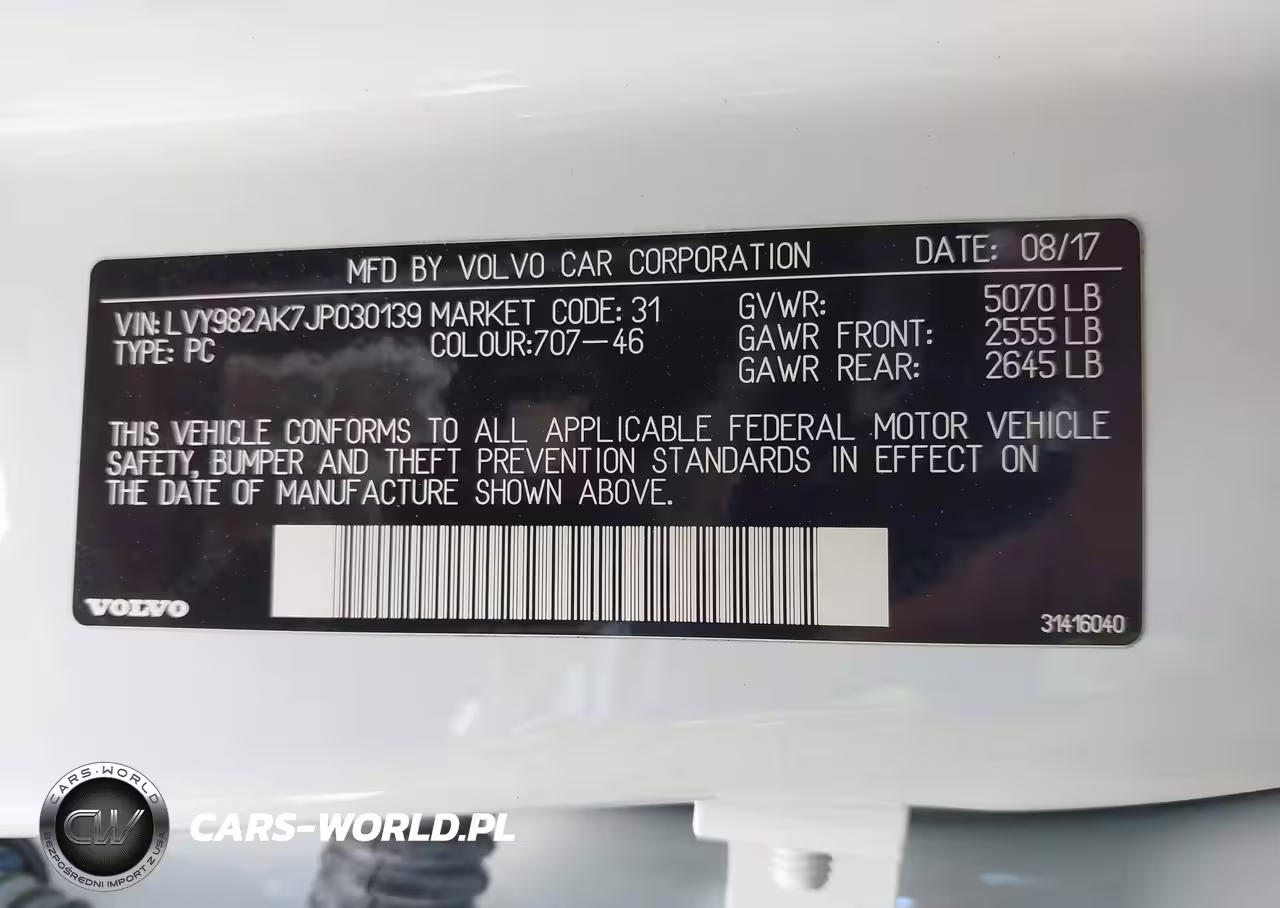 MFD BY VOLVO CAR CORPORATION DATE: 08/17
VIN: LVY982AK7JP030139 MARKET CODE: 31 GVWR: 5070 LB
TYPE: PC COLOUR:707-46 GAWR FRONT: 2555 LB
GAWR REAR: 2645 LB
THIS VEHICLE CONFORMS TO ALL APPLICABLE FEDERAL MOTOR VEHICLE
SAFETY, BUMPER AND THEFT PREVENTION STANDARDS IN EFFECT ON
THE DATE OF MANUFACTURE SHOWN ABOVE.
VOLVO
31416040
CARS-WORLD
CW
BEZPOŚREDNI IMPORT Z USA
CARS-WORLD.PL